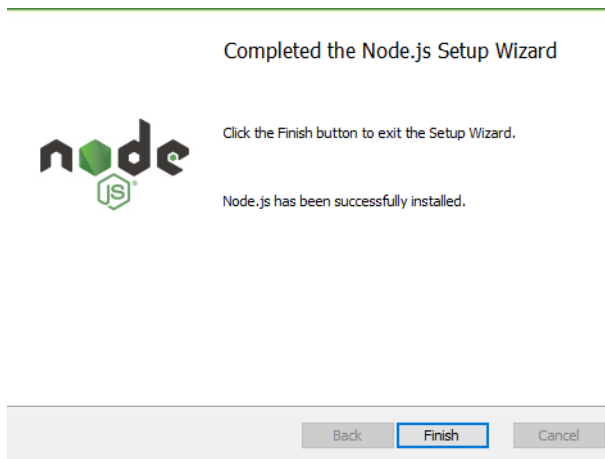 Completed the Node.js Setup Wizard
Click the Finish button to exit the Setup Wizard.
node
JS
Node.js has been successfully installed.
Back Finish Cancel